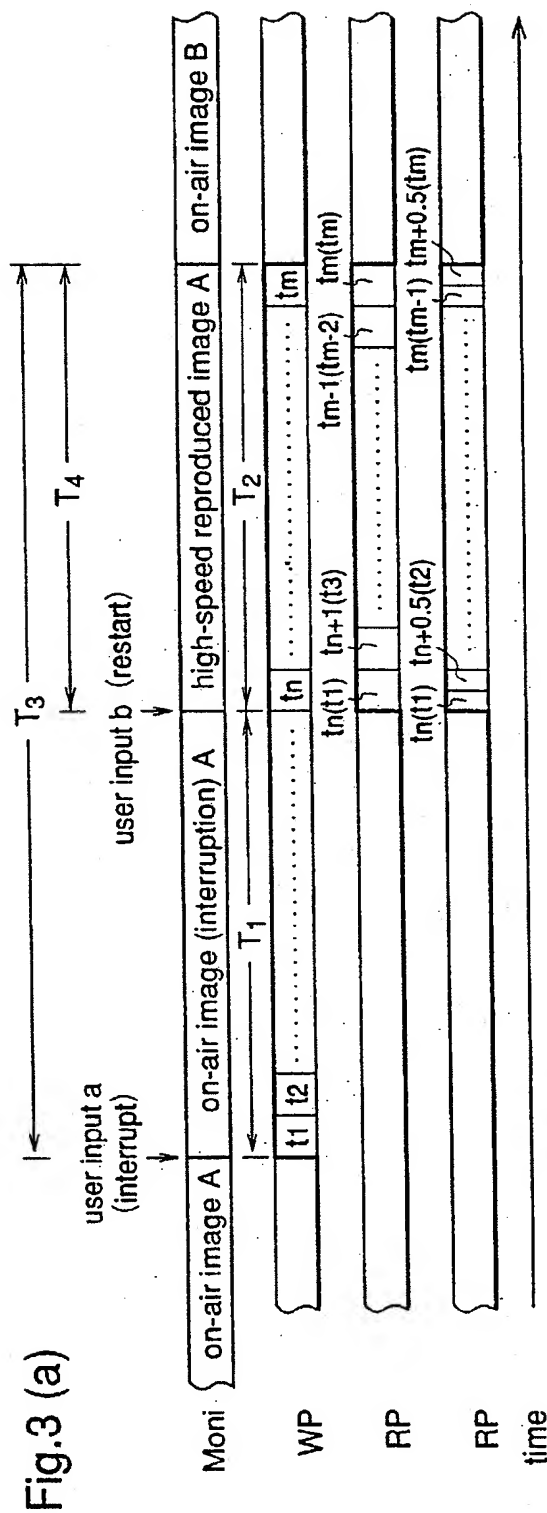 Fig.3 (a)
T3
T4
user input a
(interrupt)
user input b (restart)
Moni
on-air image A
on-air image (interruption) A
high-speed reproduced image A
on-air image B
T1
T2
WP
t1
t2
tn
tm
RP
tn(t1)
tn+1(t3)
tm-1(tm-2)
tm(tm)
RP
tn(t1)
tn+0.5(t2)
tm(tm-1)
tm+0.5(tm)
time